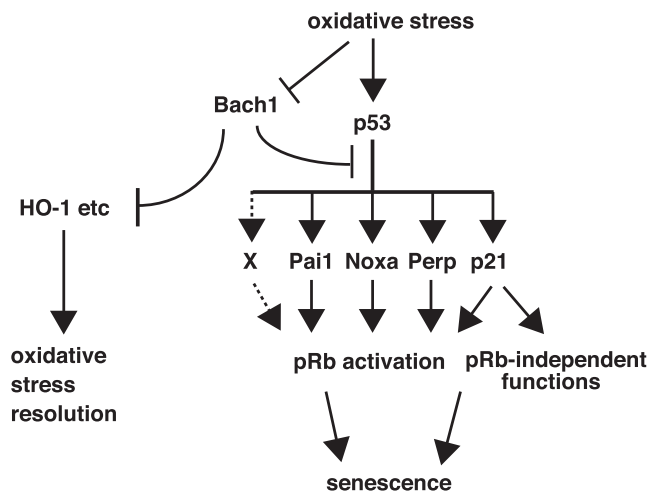 oxidative stress
Bach1
p53
HO-1 etc
X Pai1 Noxa Perp p21
oxidative
stress
resolution
pRb activation
pRb-independent
functions
senescence